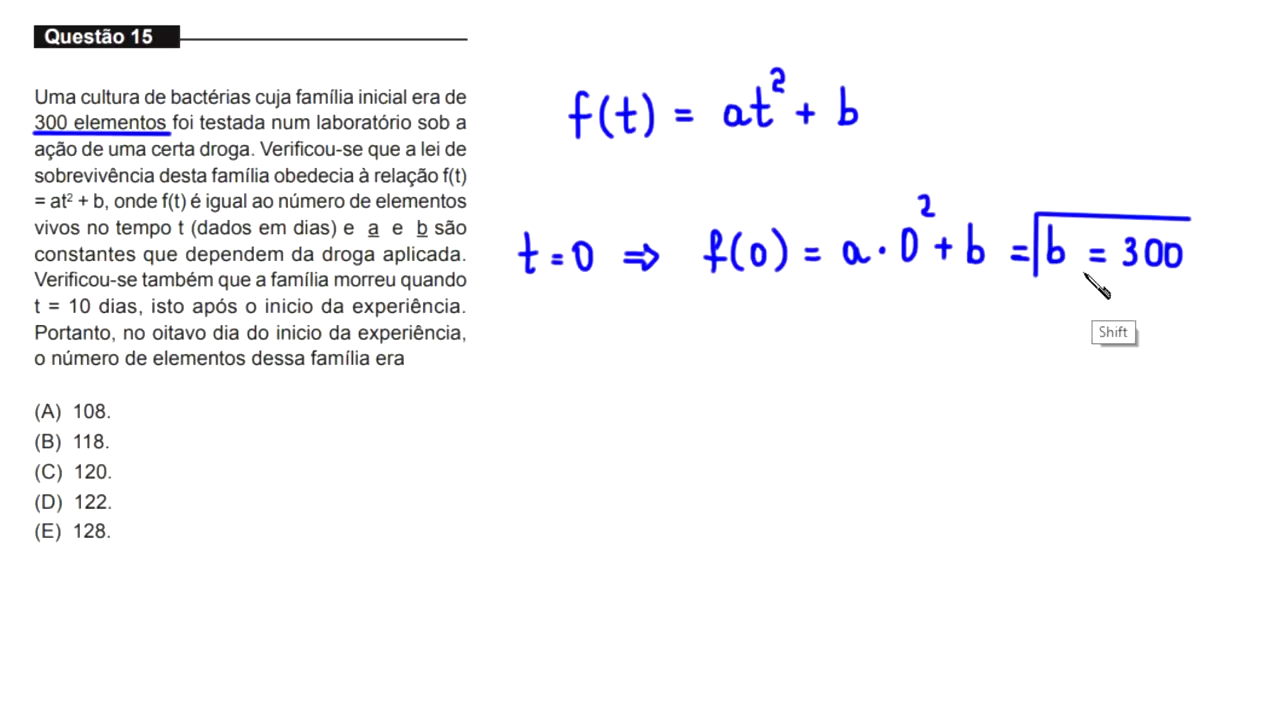 Questão 15
Uma cultura de bactérias cuja família inicial era de
300 elementos foi testada num laboratório sob a
ação de uma certa droga. Verificou-se que a lei de
sobrevivência desta família obedecia à relação f(t)
= at² + b, onde f(t) é igual ao número de elementos
vivos no tempo t (dados em dias) e a e b são
constantes que dependem da droga aplicada.
Verificou-se também que a família morreu quando
t = 10 dias, isto após o inicio da experiência.
Portanto, no oitavo dia do inicio da experiência,
o número de elementos dessa família era
(A) 108.
(B) 118.
(C) 120.
(D) 122.
(E) 128.
f(t) = at² + b
t = 0 ⇒ f(0) = a · 0² + b = b = 300
Shift